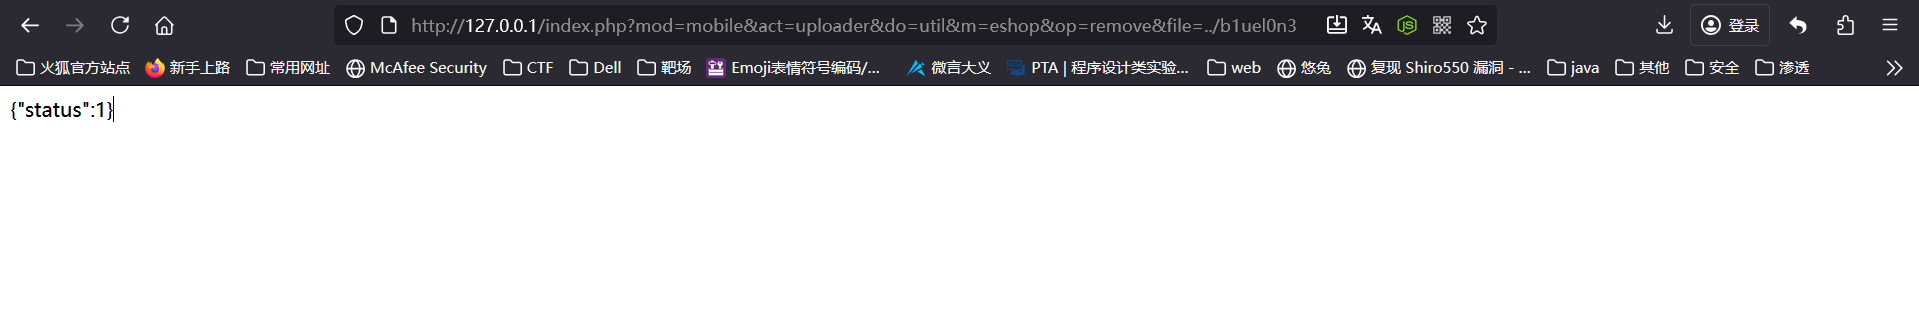 http://127.0.0.1/index.php?mod=mobile&act=uploader&do=util&m=eshop&op=remove&file=../b1uel0n3 登录
火狐官方站点 新手上路 常用网址 McAfee Security CTF Dell 靶场 Emoji表情符号编码/... 微言大义 PTA | 程序设计类实验... web 悠兔 复现 Shiro550 漏洞 - ... java 其他 安全 渗透
{"status":1}